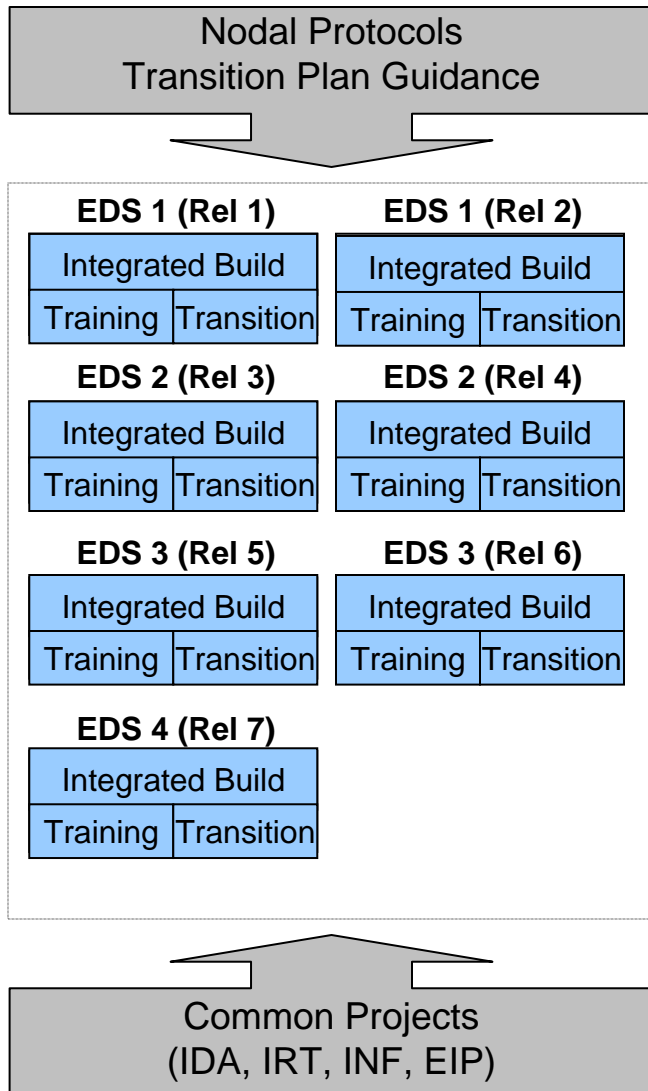 Nodal Protocols
Transition Plan Guidance
EDS 1 (Rel 1)
Integrated Build
Training
Transition
EDS 1 (Rel 2)
Integrated Build
Training
Transition
EDS 2 (Rel 3)
Integrated Build
Training
Transition
EDS 2 (Rel 4)
Integrated Build
Training
Transition
EDS 3 (Rel 5)
Integrated Build
Training
Transition
EDS 3 (Rel 6)
Integrated Build
Training
Transition
EDS 4 (Rel 7)
Integrated Build
Training
Transition
Common Projects
(IDA, IRT, INF, EIP)